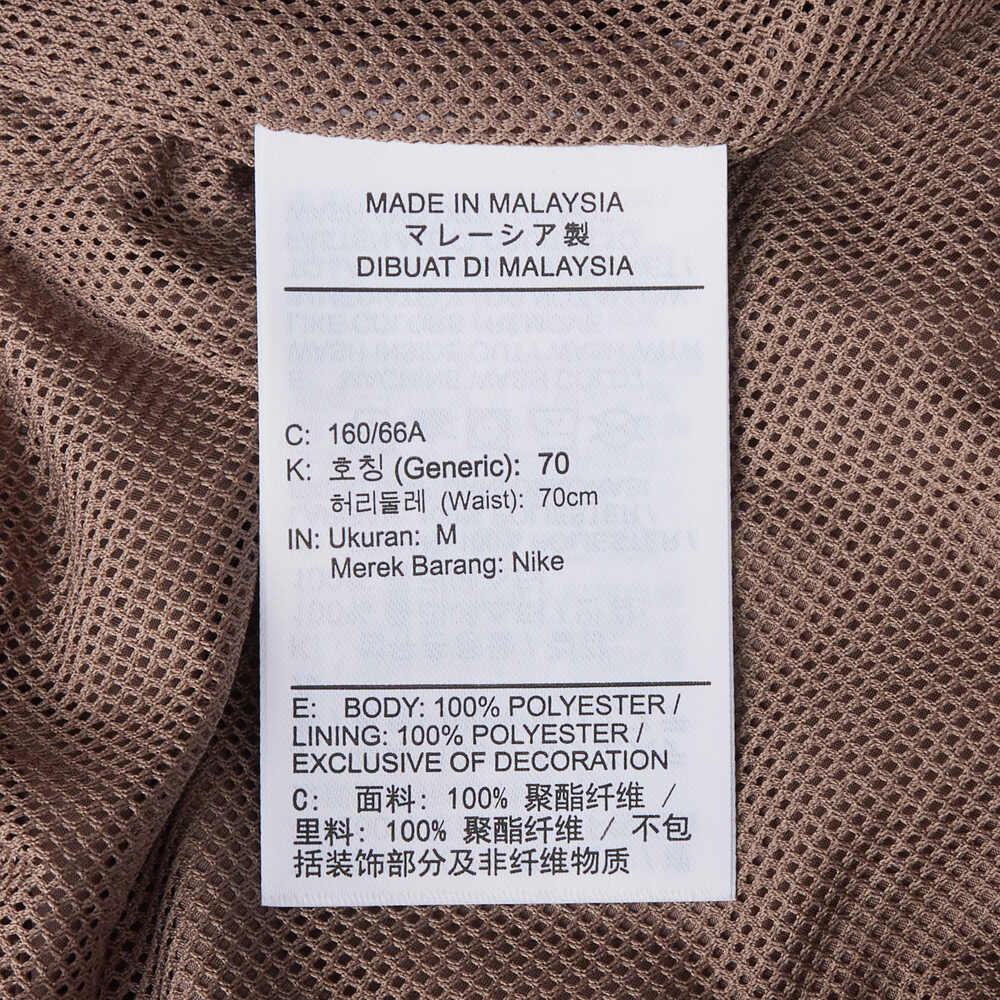 MADE IN MALAYSIA
マレーシア製
DIBUAT DI MALAYSIA
C: 160/66A
K: 호칭 (Generic): 70
허리둘레 (Waist): 70cm
IN: Ukuran: M
Merek Barang: Nike
E: BODY: 100% POLYESTER /
LINING: 100% POLYESTER /
EXCLUSIVE OF DECORATION
C: 面料: 100% 聚酯纤维 /
里料: 100% 聚酯纤维 / 不包
括装饰部分及非纤维物质